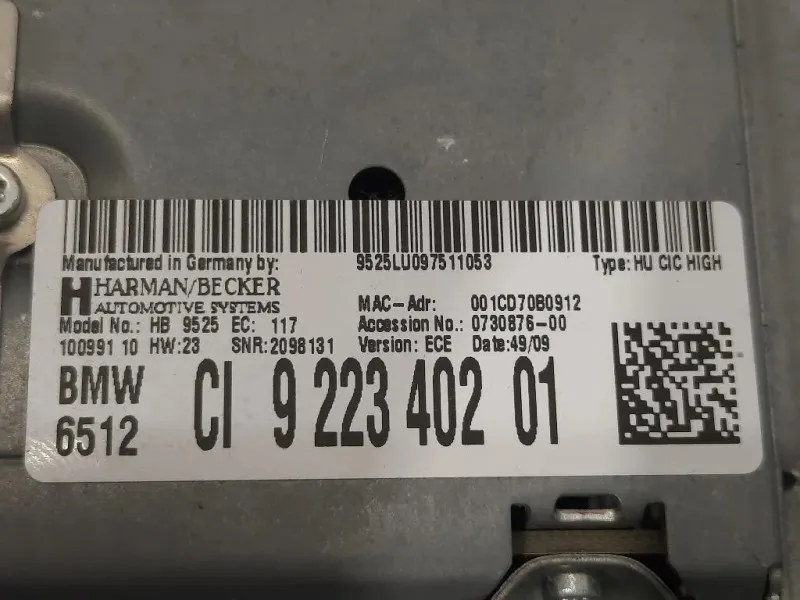 Manufactured in Germany by: 9525LU097511053 Type: HU CIC HIGH
HARMAN/BECKER
AUTOMOTIVE SYSTEMS MAC-Adr: 001CD70B0912
Model No.: HB 9525 EC: 117 Accession No.: 0730876-00
100991 10 HW:23 SNR:2098131 Version: ECE Date:49/09
BMW
6512 CI 9 223 402 01